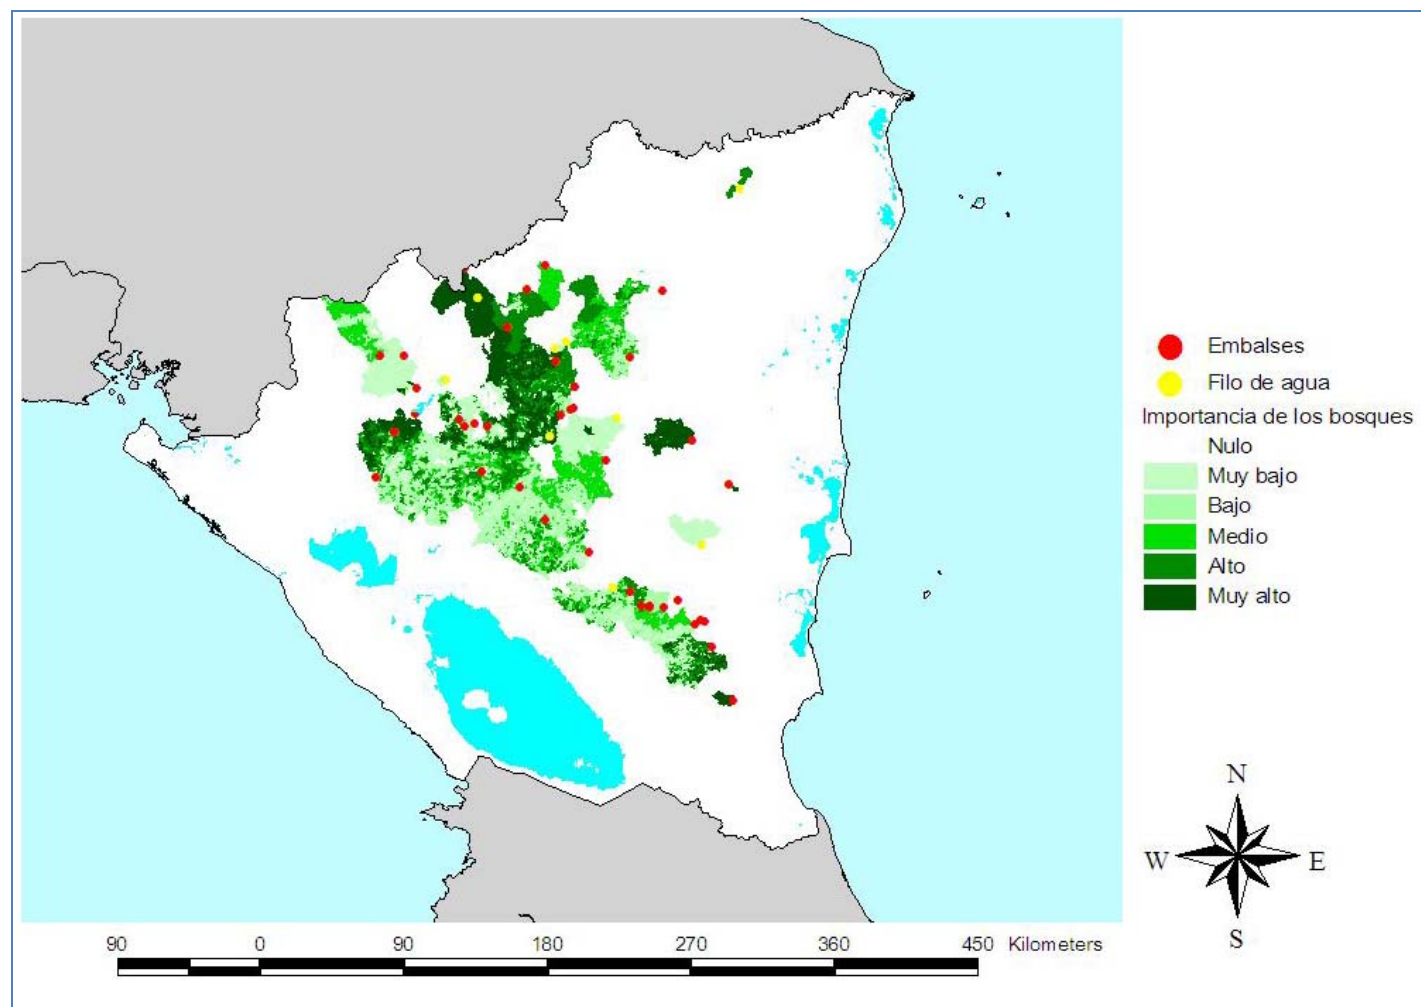 Embalses
Filo de agua
Importancia de los bosques
Nulo
Muy bajo
Bajo
Medio
Alto
Muy alto
N
W E
S
90 0 90 180 270 360 450 Kilometers